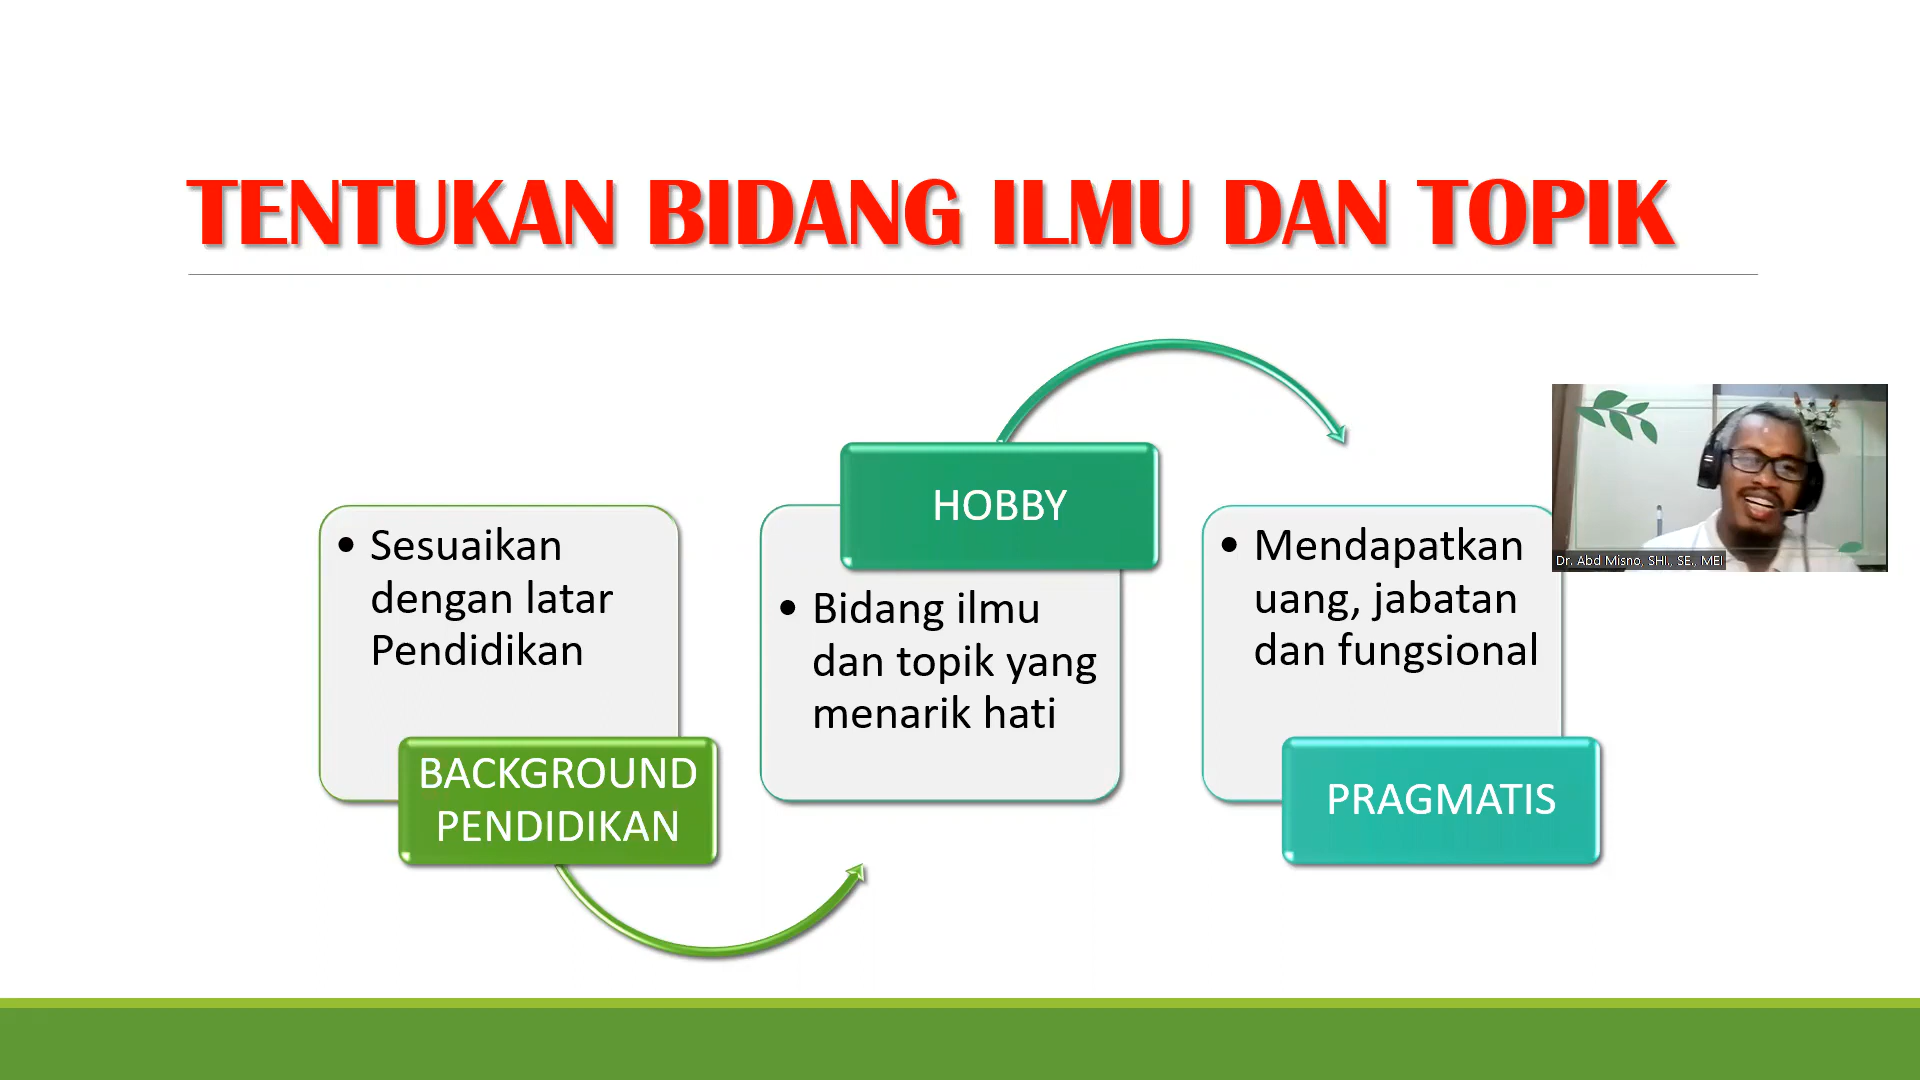 TENTUKAN BIDANG ILMU DAN TOPIK
• Sesuaikan
dengan latar
Pendidikan
BACKGROUND
PENDIDIKAN
HOBBY
• Bidang ilmu
dan topik yang
menarik hati
• Mendapatkan
uang, jabatan
dan fungsional
PRAGMATIS
Dr. Abd Misno, SHI., SE., MEI